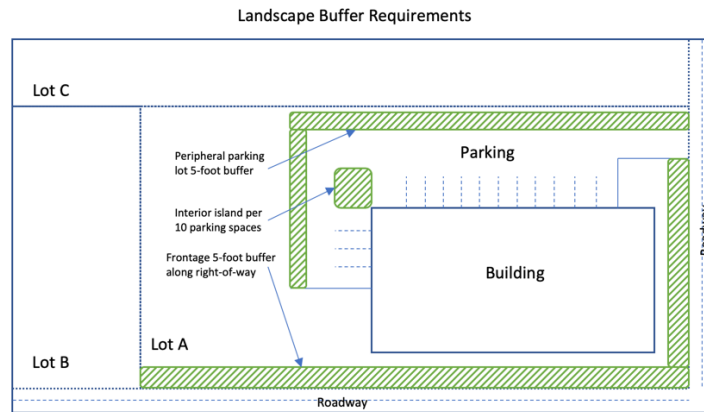 Landscape Buffer Requirements
Lot C
Peripheral parking
lot 5-foot buffer
Parking
Interior island per
10 parking spaces
Frontage 5-foot buffer
along right-of-way
Building
Roadway
Lot A
Lot B
Roadway